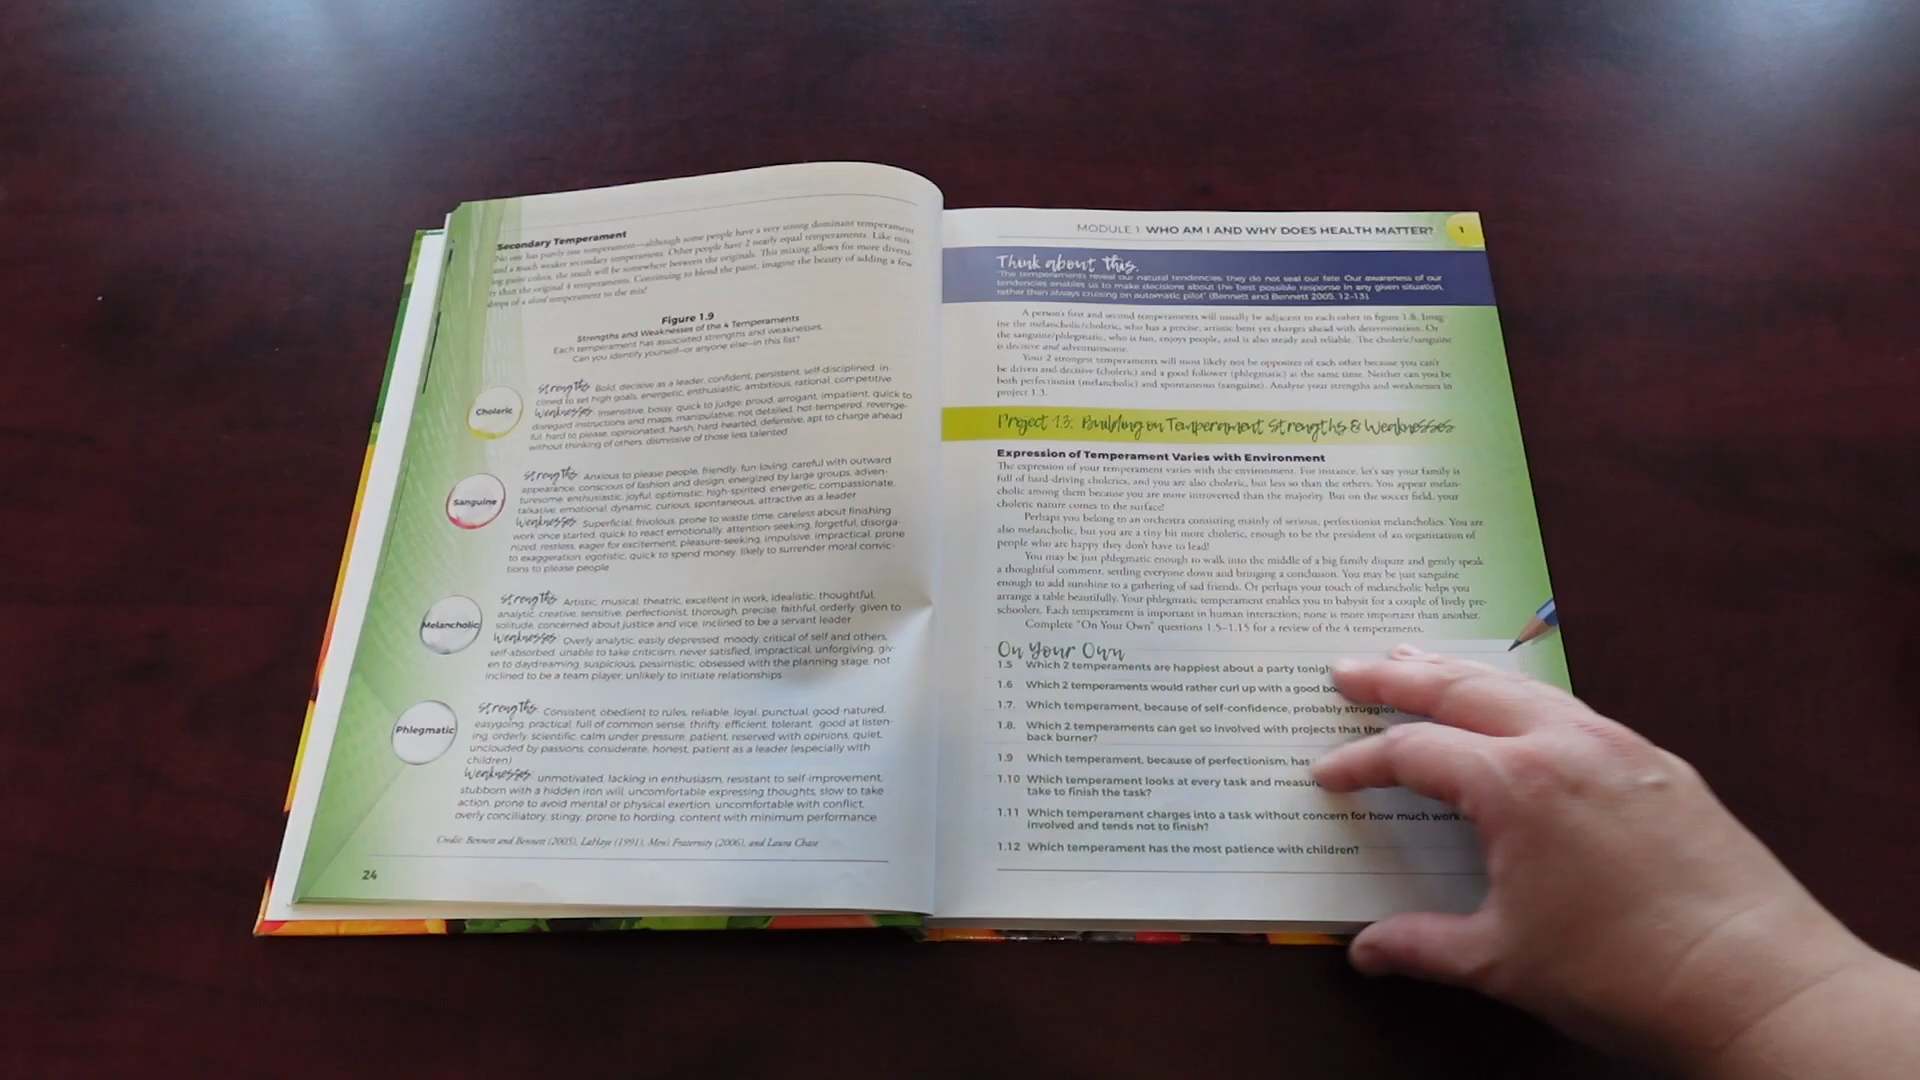 Secondary Temperament
No one has purely one temperament—although some people have a very strong dominant temperament
and a much weaker secondary temperament. Other people have 2 nearly equal temperaments. Like mix-
ing paint colors, the result will be somewhere between the originals. This mixing allows for more diversi-
ty than the original 4 temperaments. Continuing to blend the paint, imagine the beauty of adding a few
drops of a third temperament to the mix!
Figure 1.9
Strengths and Weaknesses of the 4 Temperaments
Each temperament has associated strengths and weaknesses.
Can you identify yourself—or anyone else—in this list?
Choleric
Strengths: Bold, decisive as a leader, confident, persistent, self-disciplined, in-
clined to set high goals, energetic, enthusiastic, ambitious, rational, competitive
Weaknesses: Insensitive, bossy, quick to judge, proud, arrogant, impatient, quick to
disregard instructions and maps, manipulative, not detailed, hot tempered, revenge-
ful, hard to please, opinionated, harsh, hard hearted, defensive, apt to charge ahead
without thinking of others, dismissive of those less talented
Sanguine
Strengths: Anxious to please people, friendly, fun loving, careful with outward
appearance, conscious of fashion and design, energized by large groups, adven-
turesome, enthusiastic, joyful, optimistic, high-spirited, energetic, compassionate,
talkative, emotional, dynamic, curious, spontaneous, attractive as a leader
Weaknesses: Superficial, frivolous, prone to waste time, careless about finishing
work once started, quick to react emotionally, attention-seeking, forgetful, disorga-
nized, restless, eager for excitement, pleasure-seeking, impulsive, impractical, prone
to exaggeration, egotistic, quick to spend money, likely to surrender moral convic-
tions to please people
Melancholic
Strengths: Artistic, musical, theatric, excellent in work, idealistic, thoughtful,
analytic, creative, sensitive, perfectionist, thorough, precise, faithful, orderly, given to
solitude, concerned about justice and vice, inclined to be a servant leader
Weaknesses: Overly analytic, easily depressed, moody, critical of self and others,
self-absorbed, unable to take criticism, never satisfied, impractical, unforgiving, giv-
en to daydreaming, suspicious, pessimistic, obsessed with the planning stage, not
inclined to be a team player, unlikely to initiate relationships
Phlegmatic
Strengths: Consistent, obedient to rules, reliable, loyal, punctual, good-natured,
easygoing, practical, full of common sense, thrifty, efficient, tolerant, good at listen-
ing, orderly, scientific, calm under pressure, patient, reserved with opinions, quiet,
unclouded by passions, considerate, honest, patient as a leader (especially with
children)
Weaknesses: unmotivated, lacking in enthusiasm, resistant to self-improvement,
stubborn with a hidden iron will, uncomfortable expressing thoughts, slow to take
action, prone to avoid mental or physical exertion, uncomfortable with conflict,
overly conciliatory, stingy, prone to hording, content with minimum performance
Credit: Bennett and Bennett (2005), LaHaye (1991), Men's Fraternity (2006), and Laura Chase
24
MODULE 1 WHO AM I AND WHY DOES HEALTH MATTER? 1
Think about this.
"The temperaments reveal our natural tendencies, they do not seal our fate. Our awareness of our
tendencies enables us to make decisions about the best possible response in any given situation,
rather than always cruising on automatic pilot" (Bennett and Bennett 2005, 12-13).
A person's first and second temperaments will usually be adjacent to each other in figure 1.8. Imag-
ine the melancholic/choleric, who has a precise, artistic bent yet charges ahead with determination. Or
the sanguine/phlegmatic, who is fun, enjoys people, and is also steady and reliable. The choleric/sanguine
is decisive and adventuresome.
Your 2 strongest temperaments will most likely not be opposites of each other because you can't
be driven and decisive (choleric) and a good follower (phlegmatic) at the same time. Neither can you be
both perfectionist (melancholic) and spontaneous (sanguine). Analyze your strengths and weaknesses in
project 1.3.
Project 1.3: Building on Temperament Strengths & Weaknesses
Expression of Temperament Varies with Environment
The expression of your temperament varies with the environment. For instance, let's say your family is
full of hard-driving cholerics, and you are also choleric, but less so than the others. You appear melan-
cholic among them because you are more introverted than the majority. But on the soccer field, your
choleric nature comes to the surface!
Perhaps you belong to an orchestra consisting mainly of serious, perfectionist melancholics. You are
also melancholic, but you are a tiny bit more choleric, enough to be the president of an organization of
people who are happy they don't have to lead!
You may be just phlegmatic enough to walk into the middle of a big family dispute and gently speak
a thoughtful comment, settling everyone down and bringing a conclusion. You may be just sanguine
enough to add sunshine to a gathering of sad friends. Or perhaps your touch of melancholic helps you
arrange a table beautifully. Your phlegmatic temperament enables you to babysit for a couple of lively pre-
schoolers. Each temperament is important in human interaction; none is more important than another.
Complete "On Your Own" questions 1.5–1.15 for a review of the 4 temperaments.
On Your Own
1.5 Which 2 temperaments are happiest about a party
1.6 Which 2 temperaments would rather curl up with a good
1.7. Which temperament, because of self-confidence, probably struggles
1.8. Which 2 temperaments can get so involved with projects that
back burner?
1.9 Which temperament, because of perfectionism, has
1.10 Which temperament looks at every task and
take to finish the task?
1.11 Which temperament charges into a task without concern for how much work
involved and tends not to finish?
1.12 Which temperament has the most patience with children?